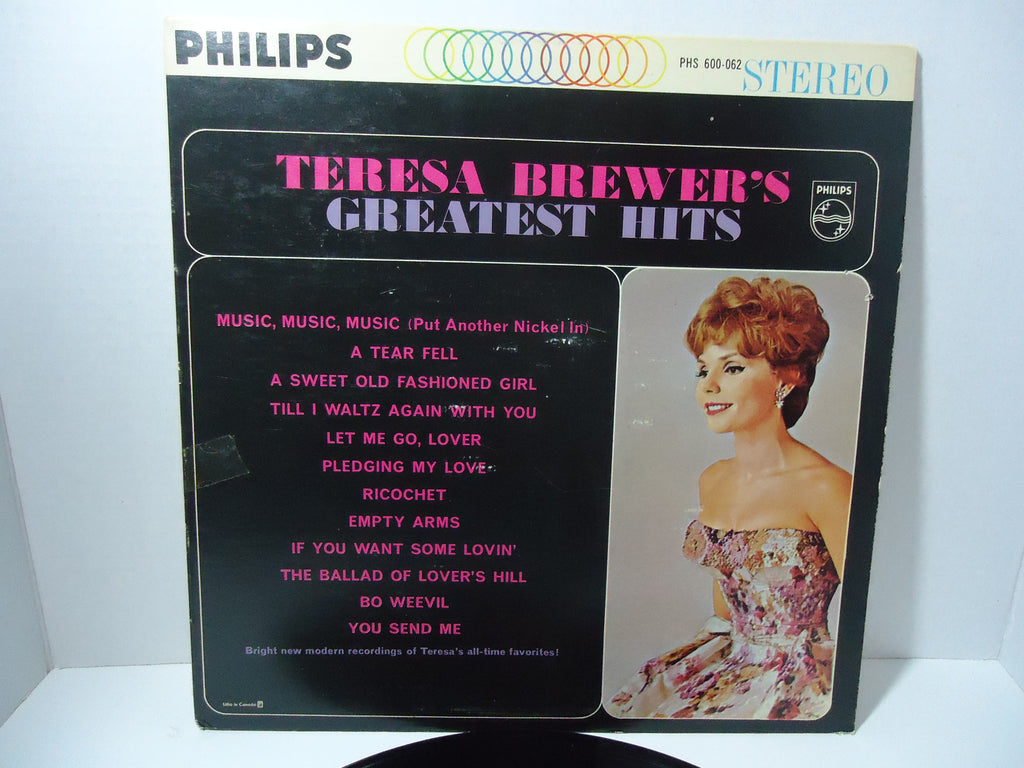 PHILIPS
PHS 600-062 STEREO
TERESA BREWER'S
GREATEST HITS
PHILIPS
MUSIC, MUSIC, MUSIC (Put Another Nickel In)
A TEAR FELL
A SWEET OLD FASHIONED GIRL
TILL I WALTZ AGAIN WITH YOU
LET ME GO, LOVER
PLEDGING MY LOVE
RICOCHET
EMPTY ARMS
IF YOU WANT SOME LOVIN'
THE BALLAD OF LOVER'S HILL
BO WEEVIL
YOU SEND ME
Bright new modern recordings of Teresa's all-time favorites!
Litho in Canada